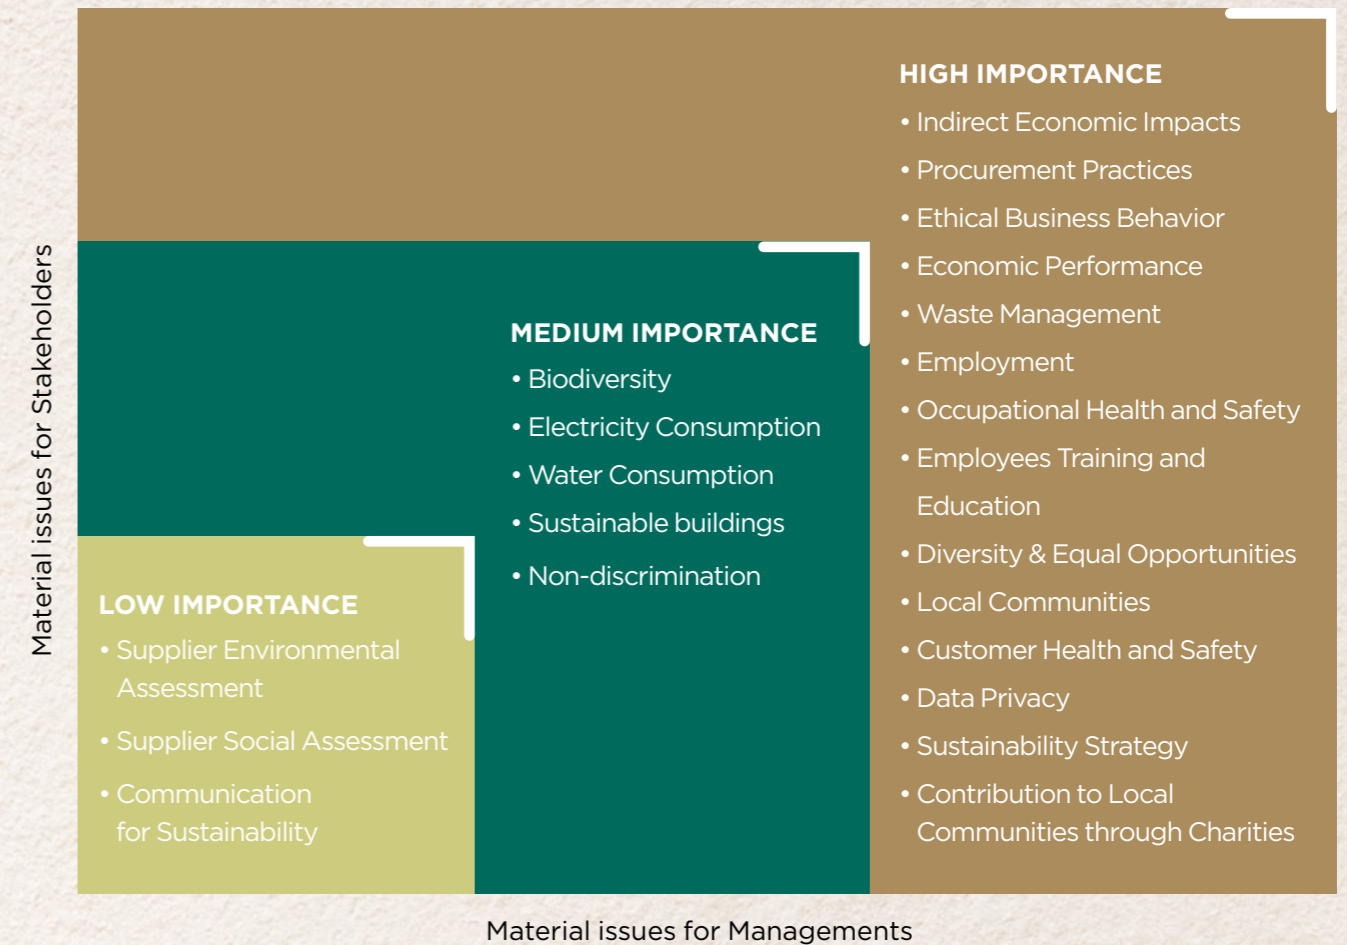 Material issues for Stakeholders
LOW IMPORTANCE
• Supplier Environmental
Assessment
• Supplier Social Assessment
• Communication
for Sustainability
MEDIUM IMPORTANCE
• Biodiversity
• Electricity Consumption
• Water Consumption
• Sustainable buildings
• Non-discrimination
HIGH IMPORTANCE
• Indirect Economic Impacts
• Procurement Practices
• Ethical Business Behavior
• Economic Performance
• Waste Management
• Employment
• Occupational Health and Safety
• Employees Training and
Education
• Diversity & Equal Opportunities
• Local Communities
• Customer Health and Safety
• Data Privacy
• Sustainability Strategy
• Contribution to Local
Communities through Charities
Material issues for Managements